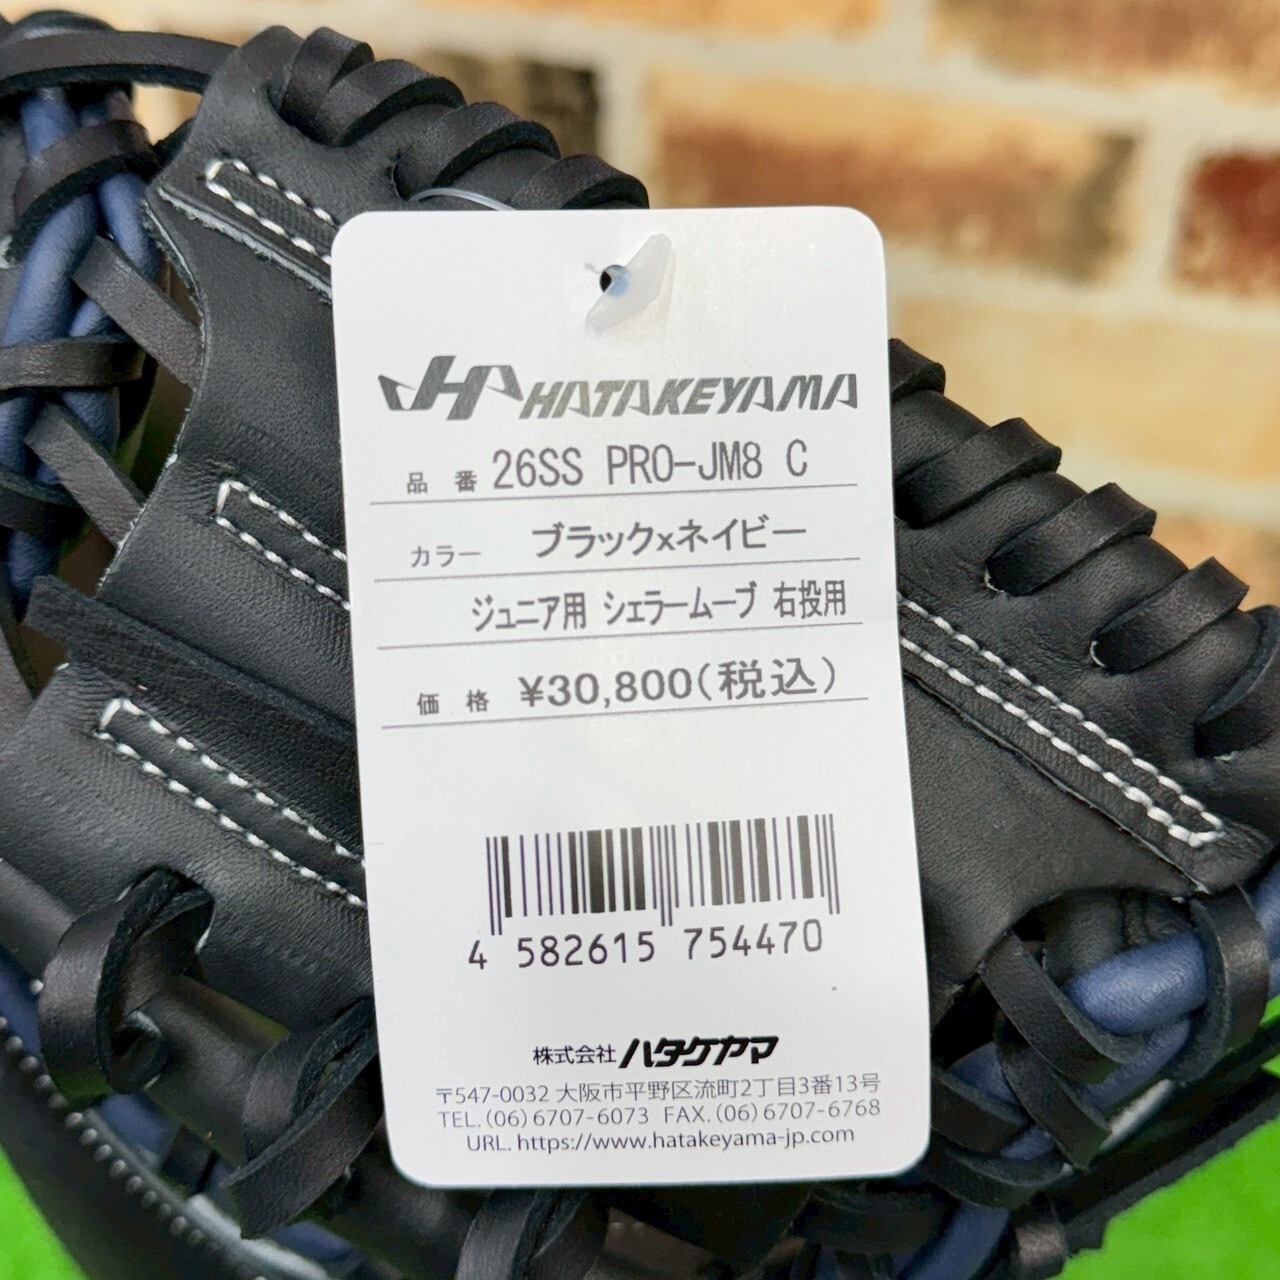 HATAKEYAMA
品番 26SS PRO-JM8 C
カラー ブラック×ネイビー
ジュニア用 シェラームーブ 右投用
価格 ¥30,800(税込)
4 582615 754470
株式会社ハタケヤマ
〒547-0032 大阪市平野区流町2丁目3番13号
TEL.(06)6707-6073 FAX.(06)6707-6768
URL. https://www.hatakeyama-jp.com